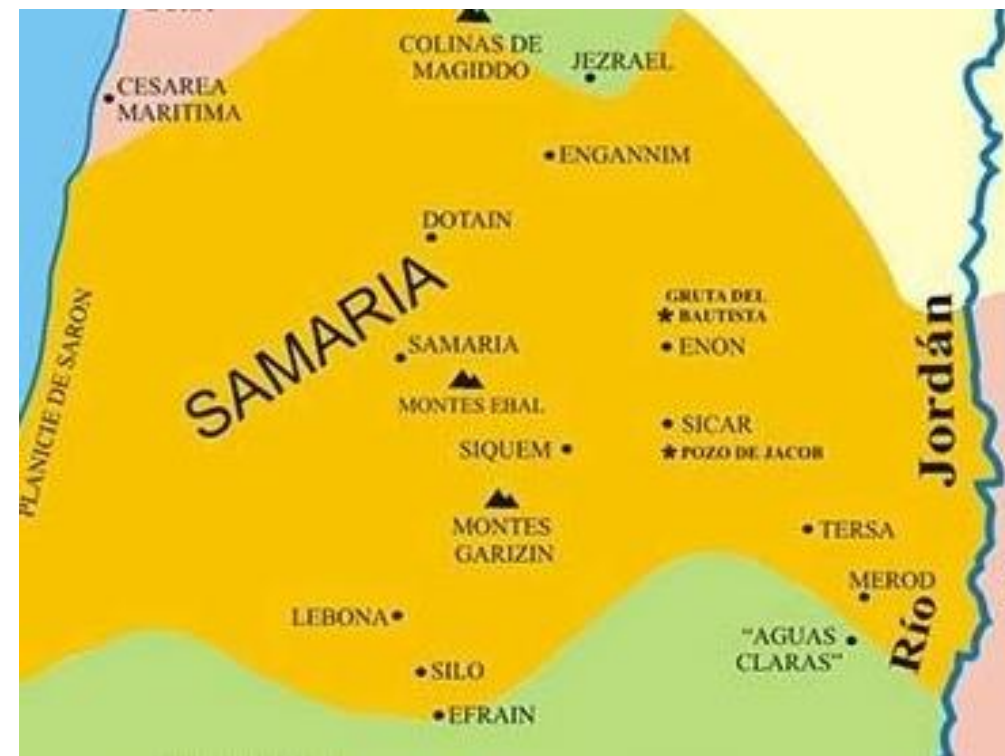 COLINAS DE
MAGIDDO
JEZRAEL
CESAREA
MARITIMA
ENGANNIM
DOTAIN
SAMARIA
GRUTA DEL
BAUTISTA
SAMARIA
ENON
MONTES EBAL
PLANICIE DE SARON
SICAR
SIQUEM
POZO DE JACOB
Río Jordán
MONTES
GARIZIN
TERSA
MEROD
LEBONA
"AGUAS
CLARAS"
SILO
EFRAIN